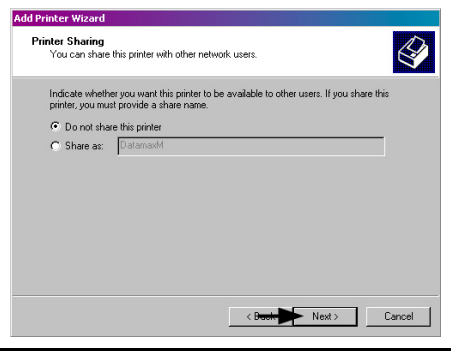 Add Printer Wizard
Printer Sharing
You can share this printer with other network users.
Indicate whether you want this printer to be available to other users. If you share this
printer, you must provide a share name.
Do not share this printer
Share as: DatamaxM
< Back Next > Cancel